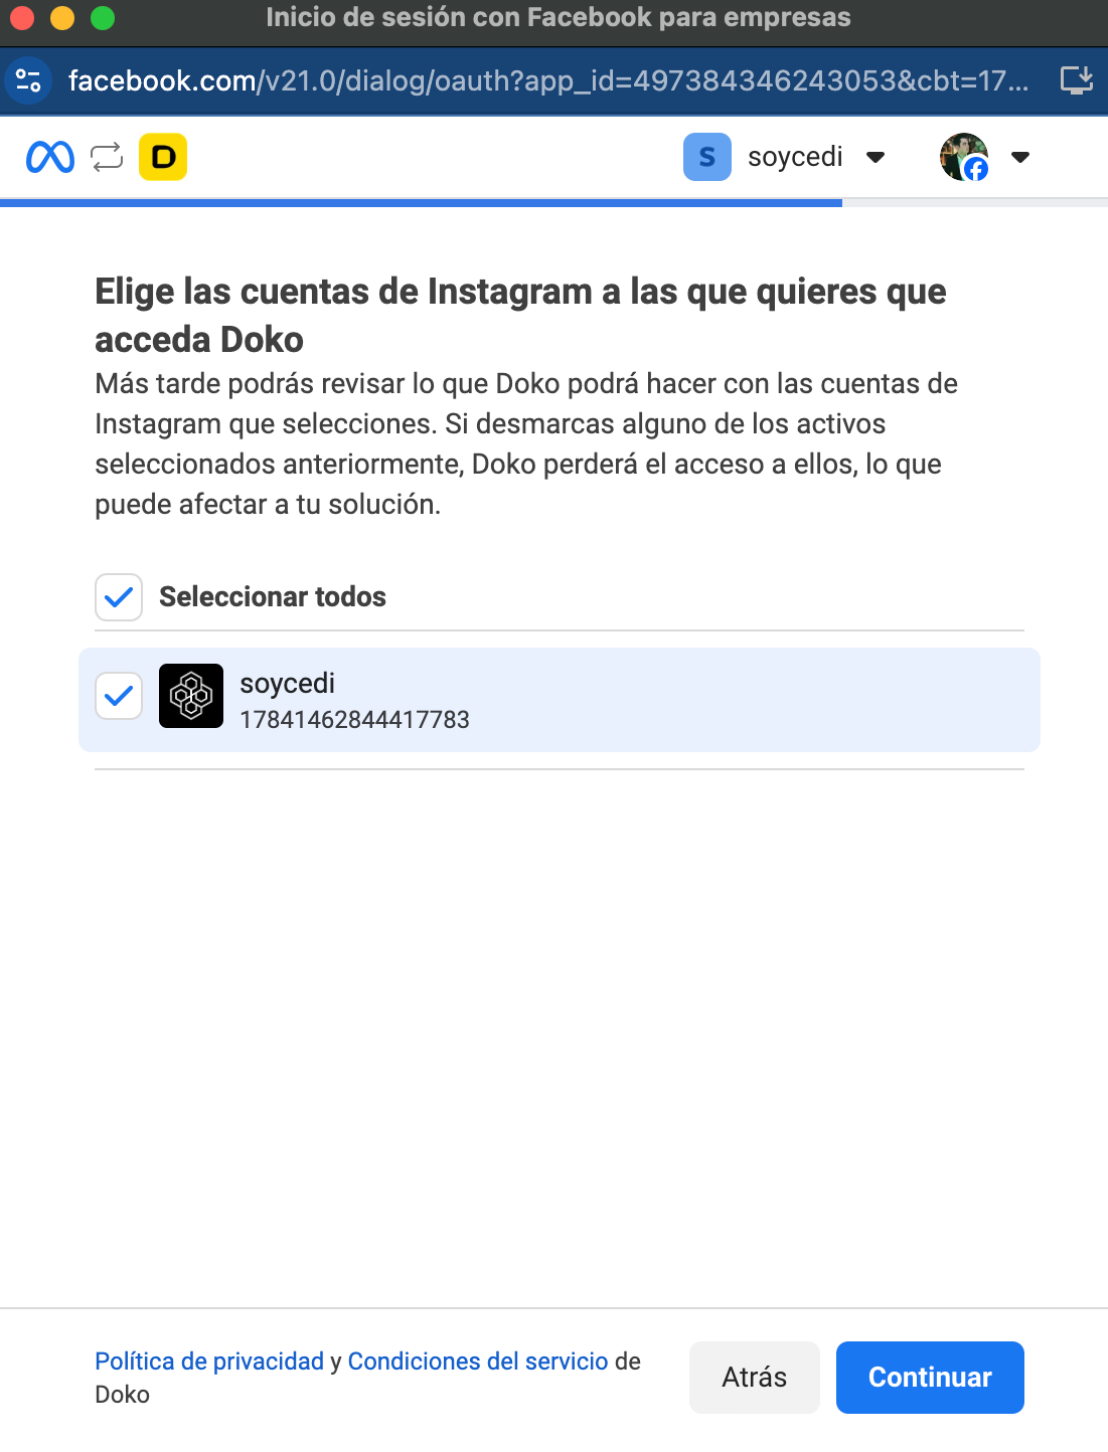 Inicio de sesión con Facebook para empresas
facebook.com/v21.0/dialog/oauth?app_id=497384346243053&cbt=17...
D
S soycedi
Elige las cuentas de Instagram a las que quieres que
acceda Doko
Más tarde podrás revisar lo que Doko podrá hacer con las cuentas de
Instagram que selecciones. Si desmarcas alguno de los activos
seleccionados anteriormente, Doko perderá el acceso a ellos, lo que
puede afectar a tu solución.
Seleccionar todos
soycedi
17841462844417783
Política de privacidad y Condiciones del servicio de
Doko
Atrás
Continuar